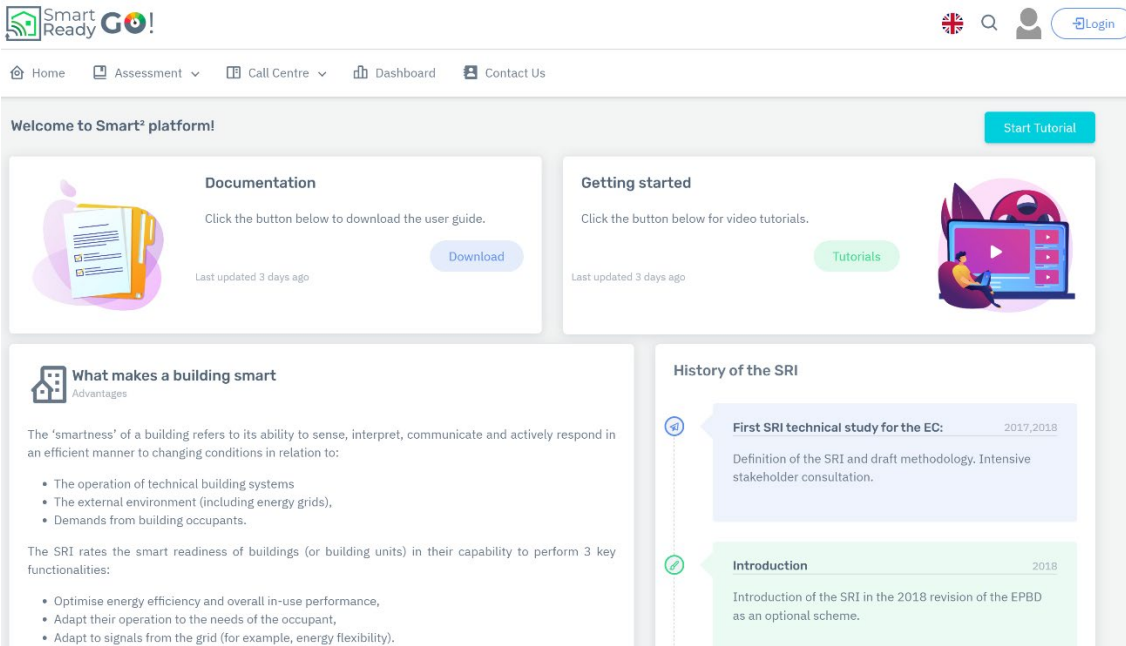 Smart
Ready GO!
Login
Home
Assessment
Call Centre
Dashboard
Contact Us
Welcome to Smart² platform!
Start Tutorial
Documentation
Click the button below to download the user guide.
Download
Last updated 3 days ago
Getting started
Click the button below for video tutorials.
Tutorials
Last updated 3 days ago
What makes a building smart
Advantages
The ‘smartness’ of a building refers to its ability to sense, interpret, communicate and actively respond in
an efficient manner to changing conditions in relation to:
• The operation of technical building systems
• The external environment (including energy grids),
• Demands from building occupants.
The SRI rates the smart readiness of buildings (or building units) in their capability to perform 3 key
functionalities:
• Optimise energy efficiency and overall in-use performance,
• Adapt their operation to the needs of the occupant,
• Adapt to signals from the grid (for example, energy flexibility).
History of the SRI
First SRI technical study for the EC: 2017,2018
Definition of the SRI and draft methodology. Intensive
stakeholder consultation.
Introduction 2018
Introduction of the SRI in the 2018 revision of the EPBD
as an optional scheme.